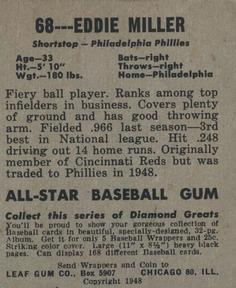 68---EDDIE MILLER
Shortstop — Philadelphia Phillies
Age—33 Bats—right
Ht.-5' 10" Throws—right
Wgt.—180 lbs. Home—Philadelphia
Fiery ball player. Ranks among top
infielders in business. Covers plenty
of ground and has good throwing
arm. Fielded .966 last season—3rd
best in National league. Hit .248
driving out 14 home runs. Originally
member of Cincinnati Reds but was
traded to Phillies in 1948.
ALL-STAR BASEBALL GUM
Collect this series of Diamond Greats
You'll be proud to show your gorgeous collection of
Baseball cards in beautiful, specially-designed, 32-pg.
Album. Get it for only 5 Baseball Wrappers and 25c.
Striking color cover. Large (11" x 8½") heavy black
pages. Can display 168 different Baseball cards.
Send Wrappers and Coin to
LEAF GUM CO., Box 5907 CHICAGO 80, ILL.
Copyright 1948